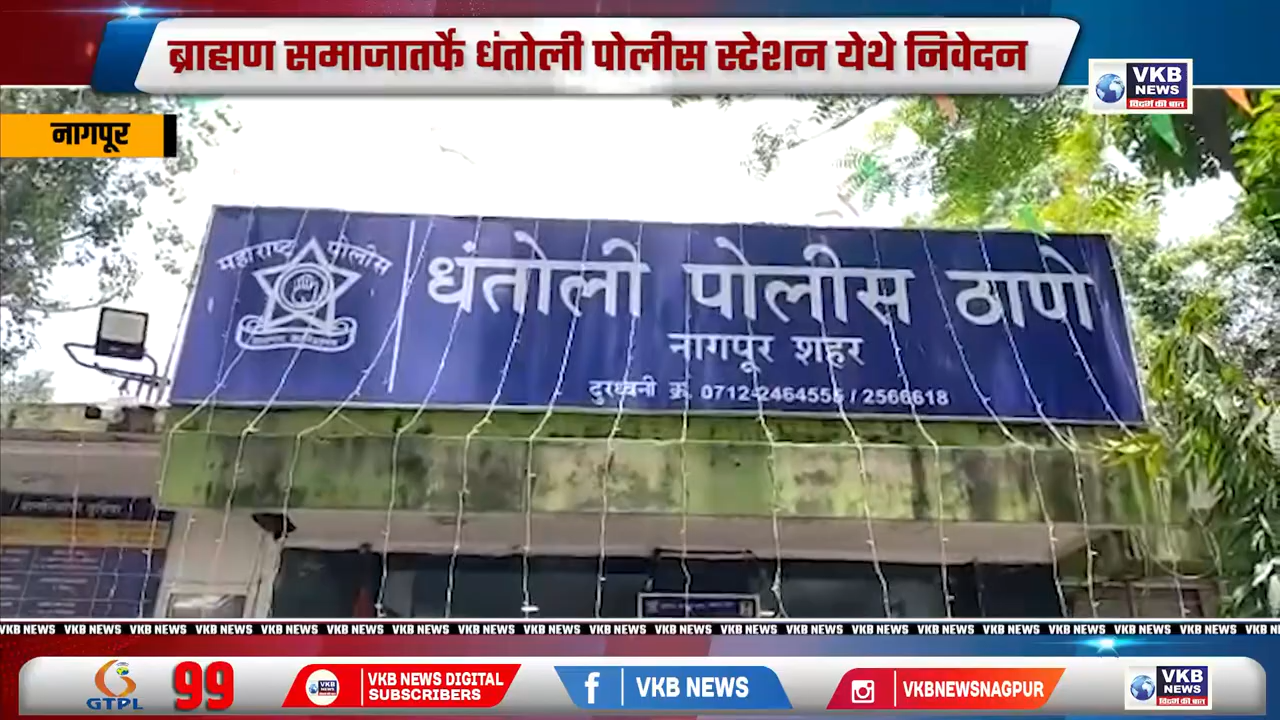 ब्राह्मण समाजातर्फे धंतोली पोलीस स्टेशन येथे निवेदन
VKB NEWS
विदर्भ की बात
नागपूर
महाराष्ट्र पोलीस
धंतोली पोलीस ठाणे
नागपूर शहर
दुरध्वनी क्र. 0712-2464555 / 2566618
VKB NEWS VKB NEWS VKB NEWS VKB NEWS VKB NEWS VKB NEWS VKB NEWS VKB NEWS VKB NEWS VKB NEWS VKB NEWS VKB NEWS VKB NEWS VKB NEWS VKB NEWS VKB NEWS VKB NEWS VKB NEWS VKB NEWS
GTPL
99
VKB NEWS DIGITAL
SUBSCRIBERS
VKB NEWS
VKBNEWSNAGPUR
VKB NEWS
विदर्भ की बात